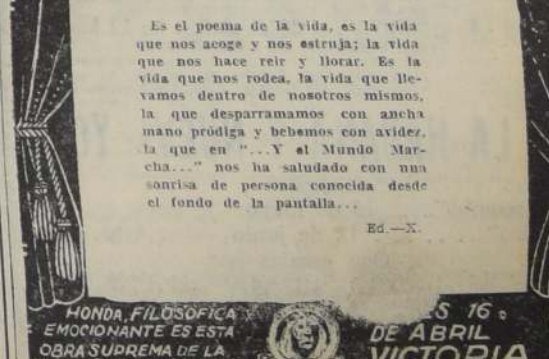 Es el poema de la vida, es la vida
que nos acoge y nos estruja; la vida
que nos hace reir y llorar. Es la
vida que nos rodea, la vida que lle-
vamos dentro de nosotros mismos,
la que desparramamos con ancha
mano pródiga y bebemos con avidez,
la que en "...Y el Mundo Mar-
cha..." nos ha saludado con una
sonrisa de persona conocida desde
el fondo de la pantalla...
Ed.—X.
HONDA, FILOSOFICA
EMOCIONANTE ES ESTA
OBRA SUPREMA DE LA
S 16
DE ABRIL
VICTORIA